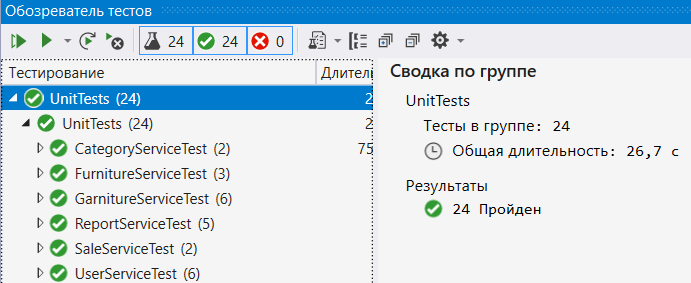 Обозреватель тестов
24 24 0
Тестирование Длител
UnitTests (24) 2
UnitTests (24) 2
CategoryServiceTest (2) 75
FurnitureServiceTest (3)
GarnitureServiceTest (6)
ReportServiceTest (5)
SaleServiceTest (2)
UserServiceTest (6)
Сводка по группе
UnitTests
Тесты в группе: 24
Общая длительность: 26,7 с
Результаты
24 Пройден